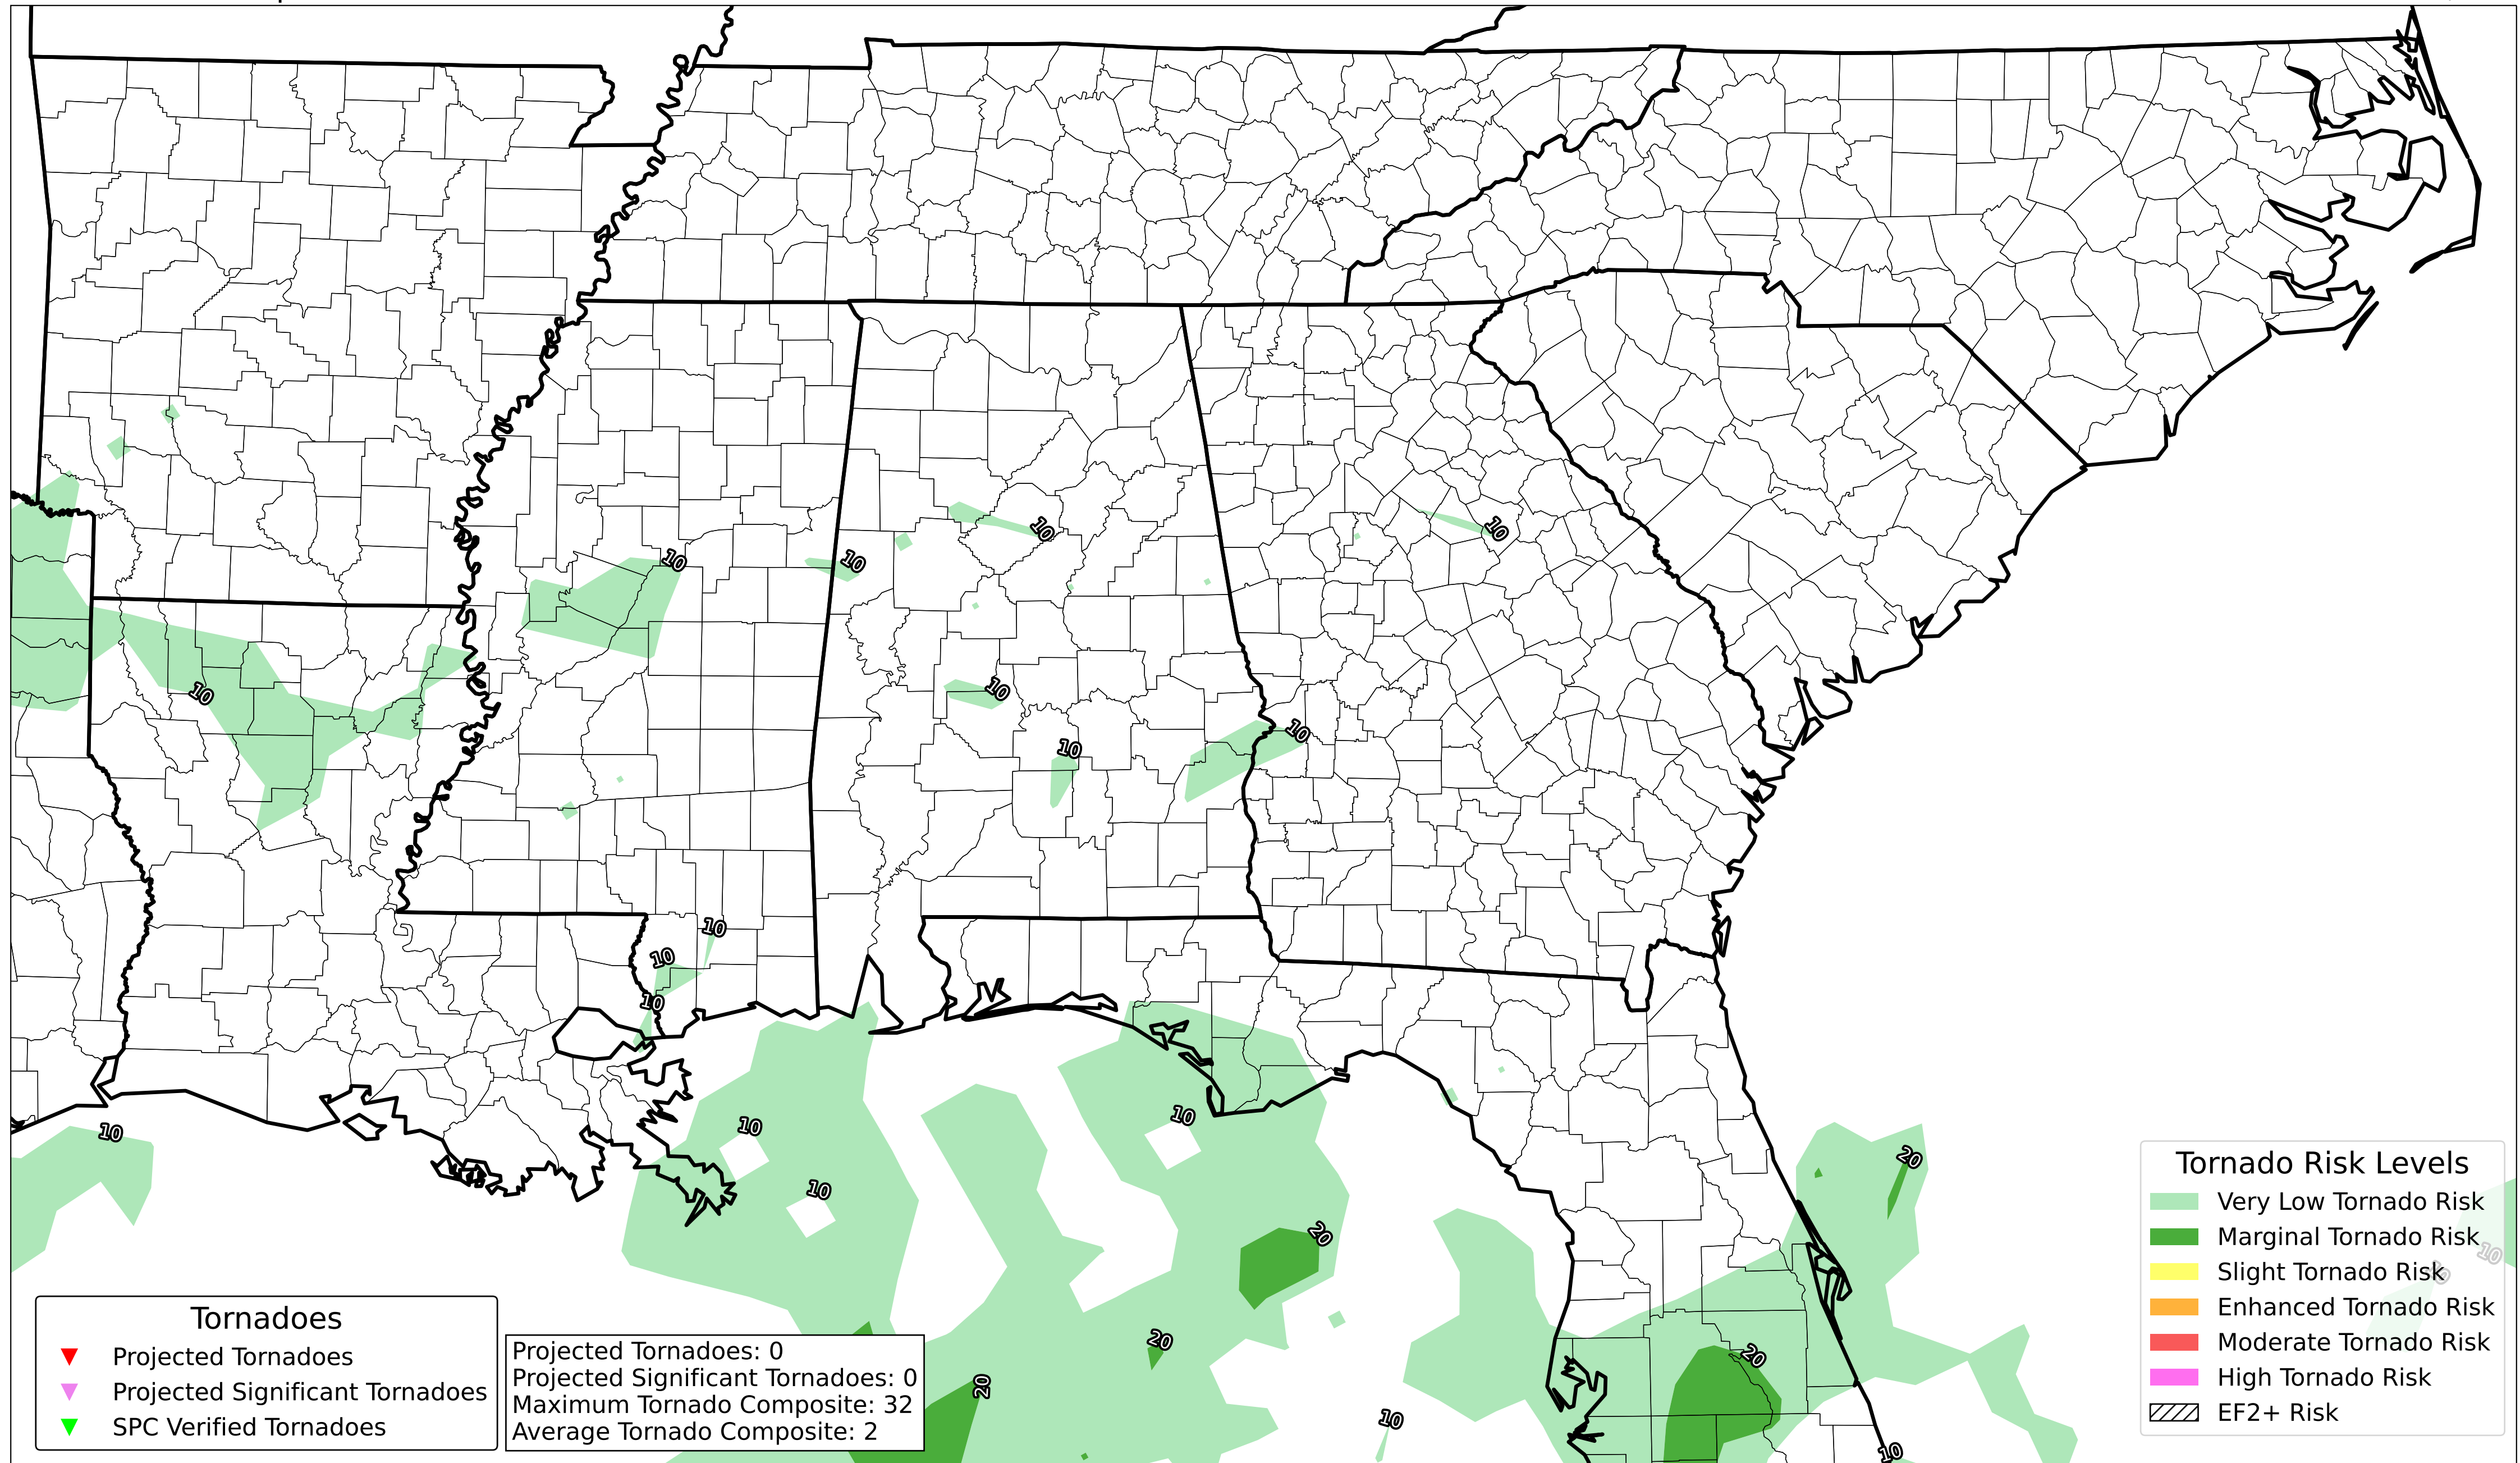 10
10
10
10
10
10
10
10
10
10
10
10
10
20
10
10
20
20
20
20
10
10
10
Tornado Risk Levels
Very Low Tornado Risk
Marginal Tornado Risk
Slight Tornado Risk
Enhanced Tornado Risk
Moderate Tornado Risk
High Tornado Risk
EF2+ Risk
Tornadoes
Projected Tornadoes
Projected Significant Tornadoes
SPC Verified Tornadoes
Projected Tornadoes: 0
Projected Significant Tornadoes: 0
Maximum Tornado Composite: 32
Average Tornado Composite: 2